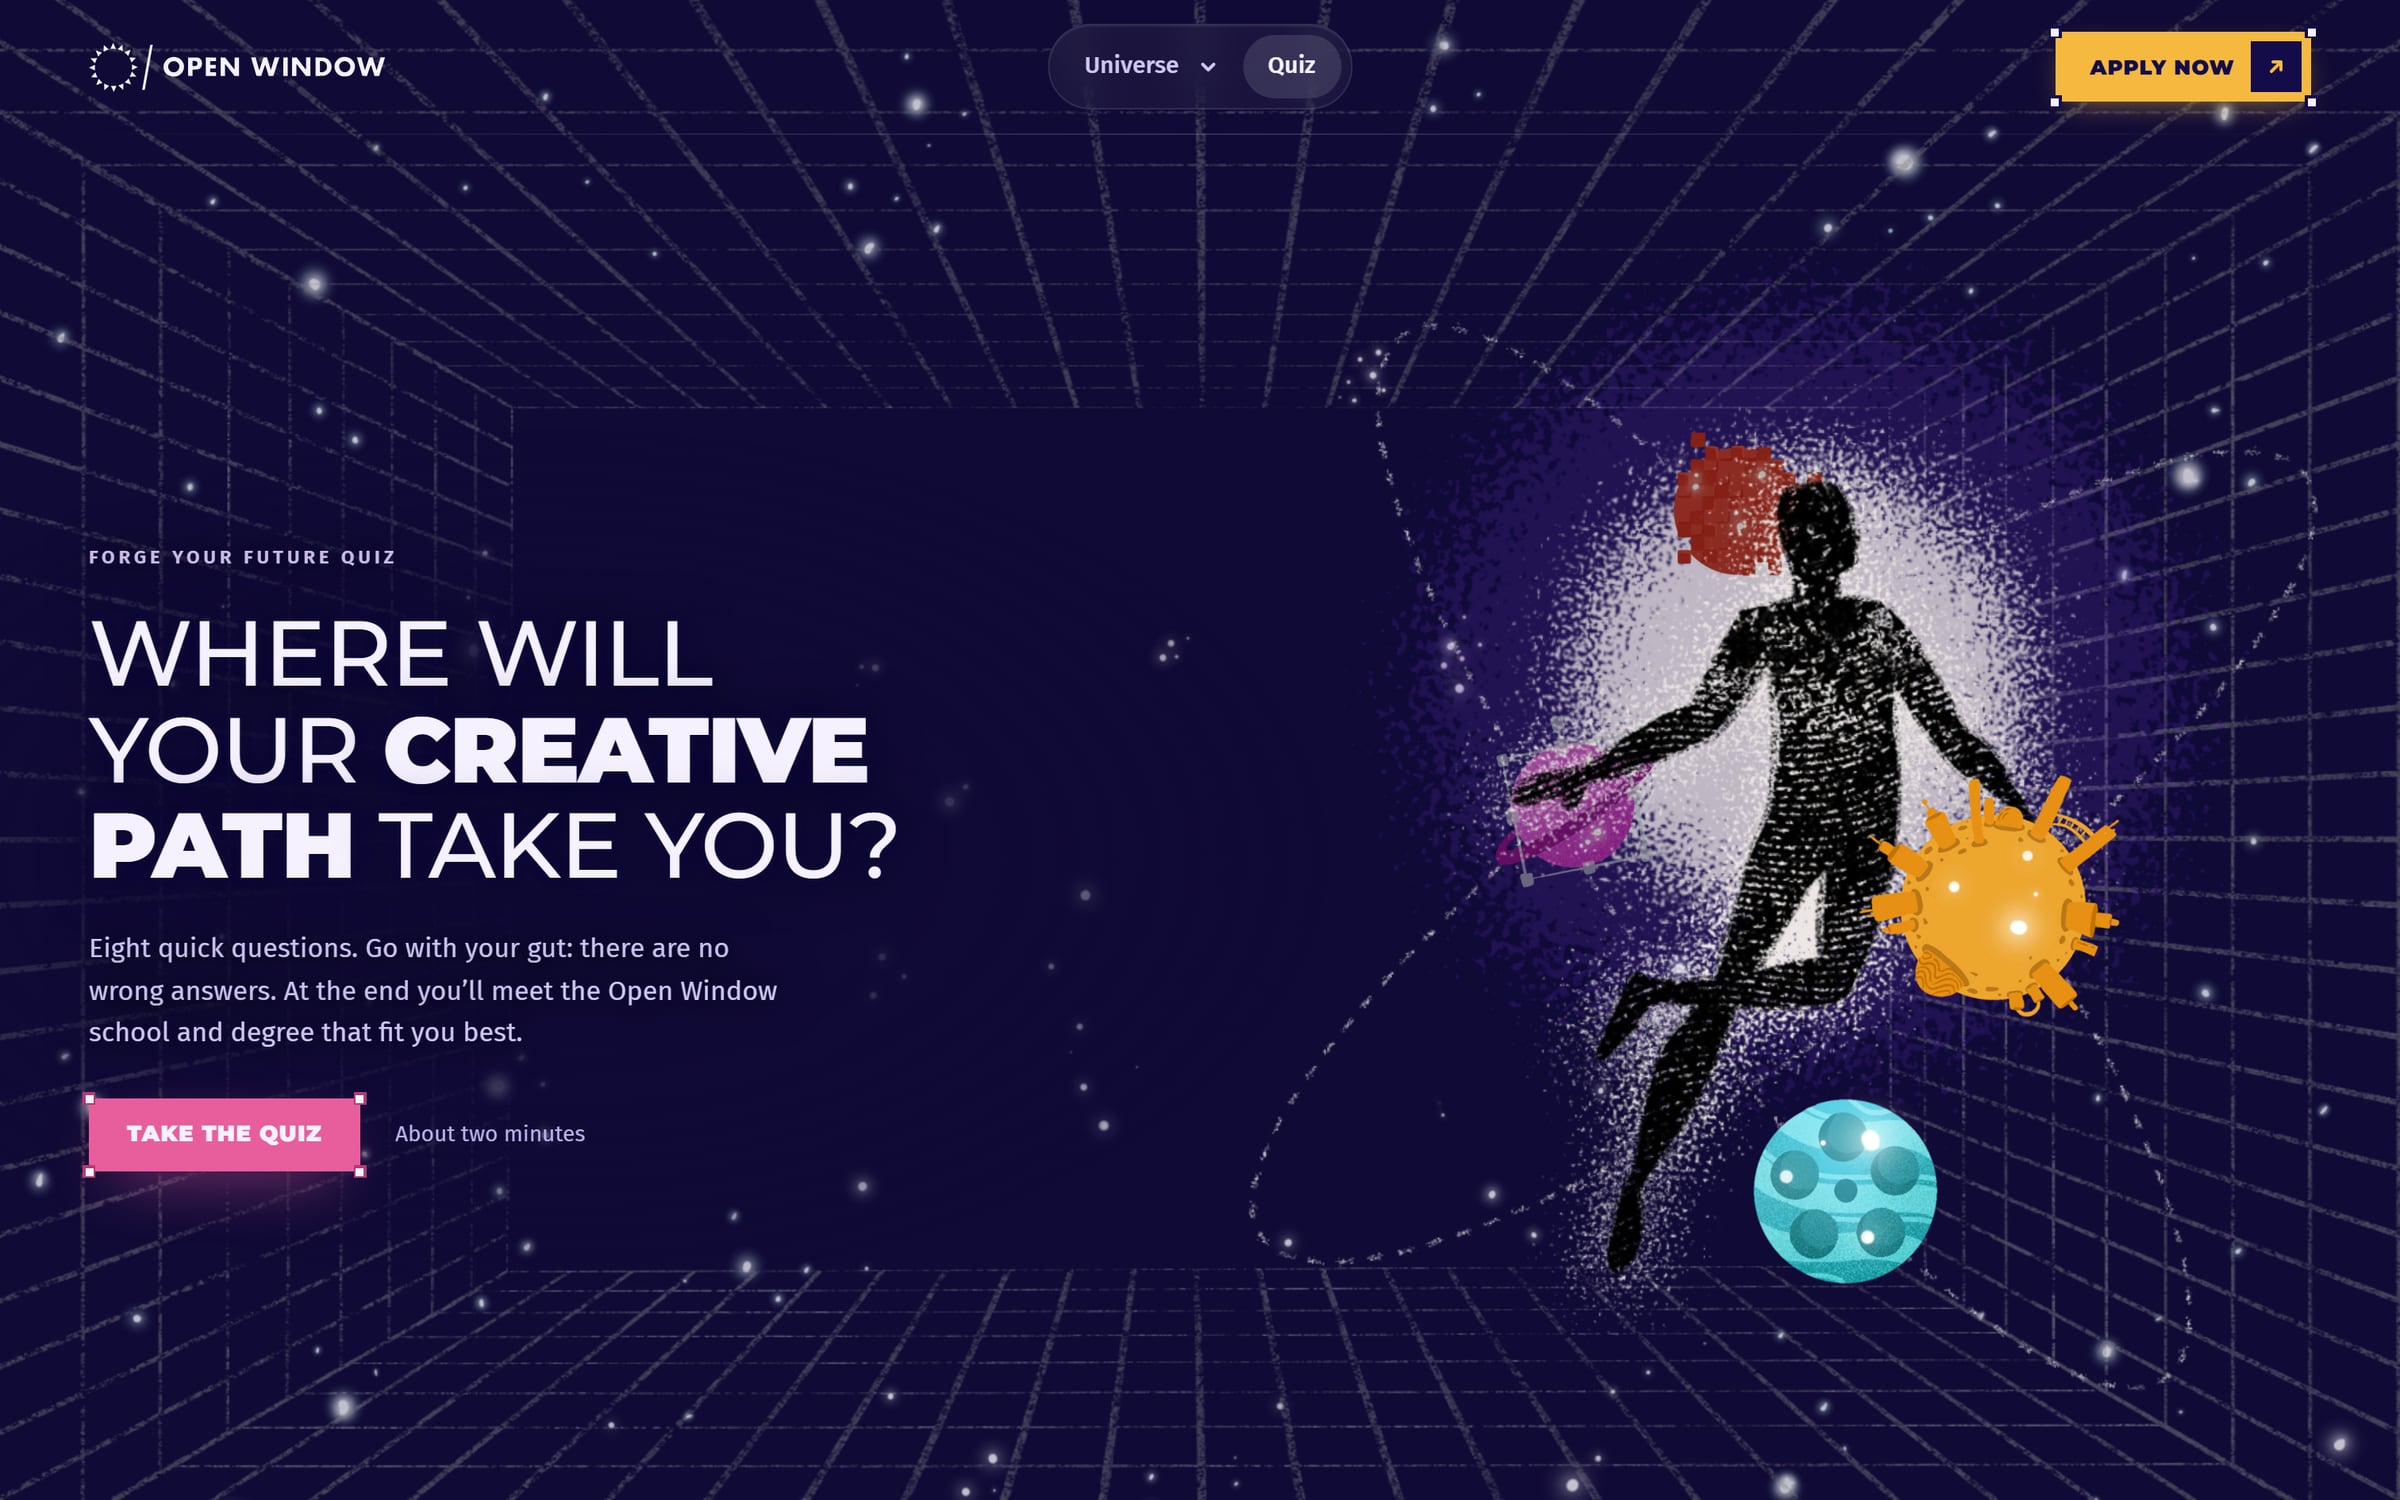 OPEN WINDOW
Universe
Quiz
APPLY NOW
FORGE YOUR FUTURE QUIZ
WHERE WILL
YOUR CREATIVE
PATH TAKE YOU?
Eight quick questions. Go with your gut: there are no
wrong answers. At the end you’ll meet the Open Window
school and degree that fit you best.
TAKE THE QUIZ
About two minutes